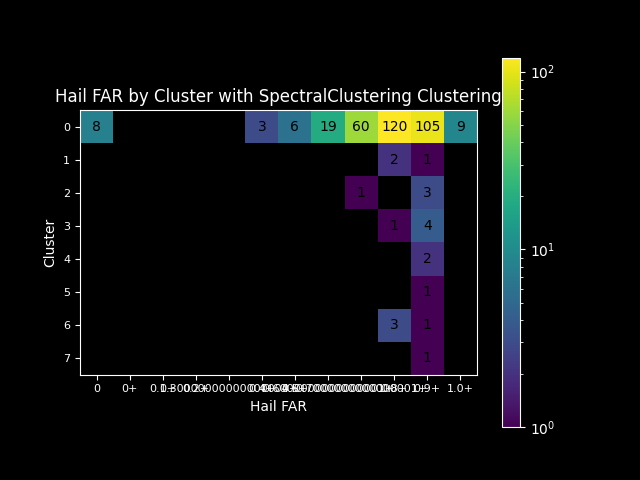 Hail FAR by Cluster with SpectralClustering Clustering
10²
0 8 3 6 19 60 120 105 9
1 2 1
2 1 3
3 1 4
4 2
5 1
6 3 1
7 1
10¹
10⁰
Cluster
0 0+ 0.9+ 1.0+
Hail FAR